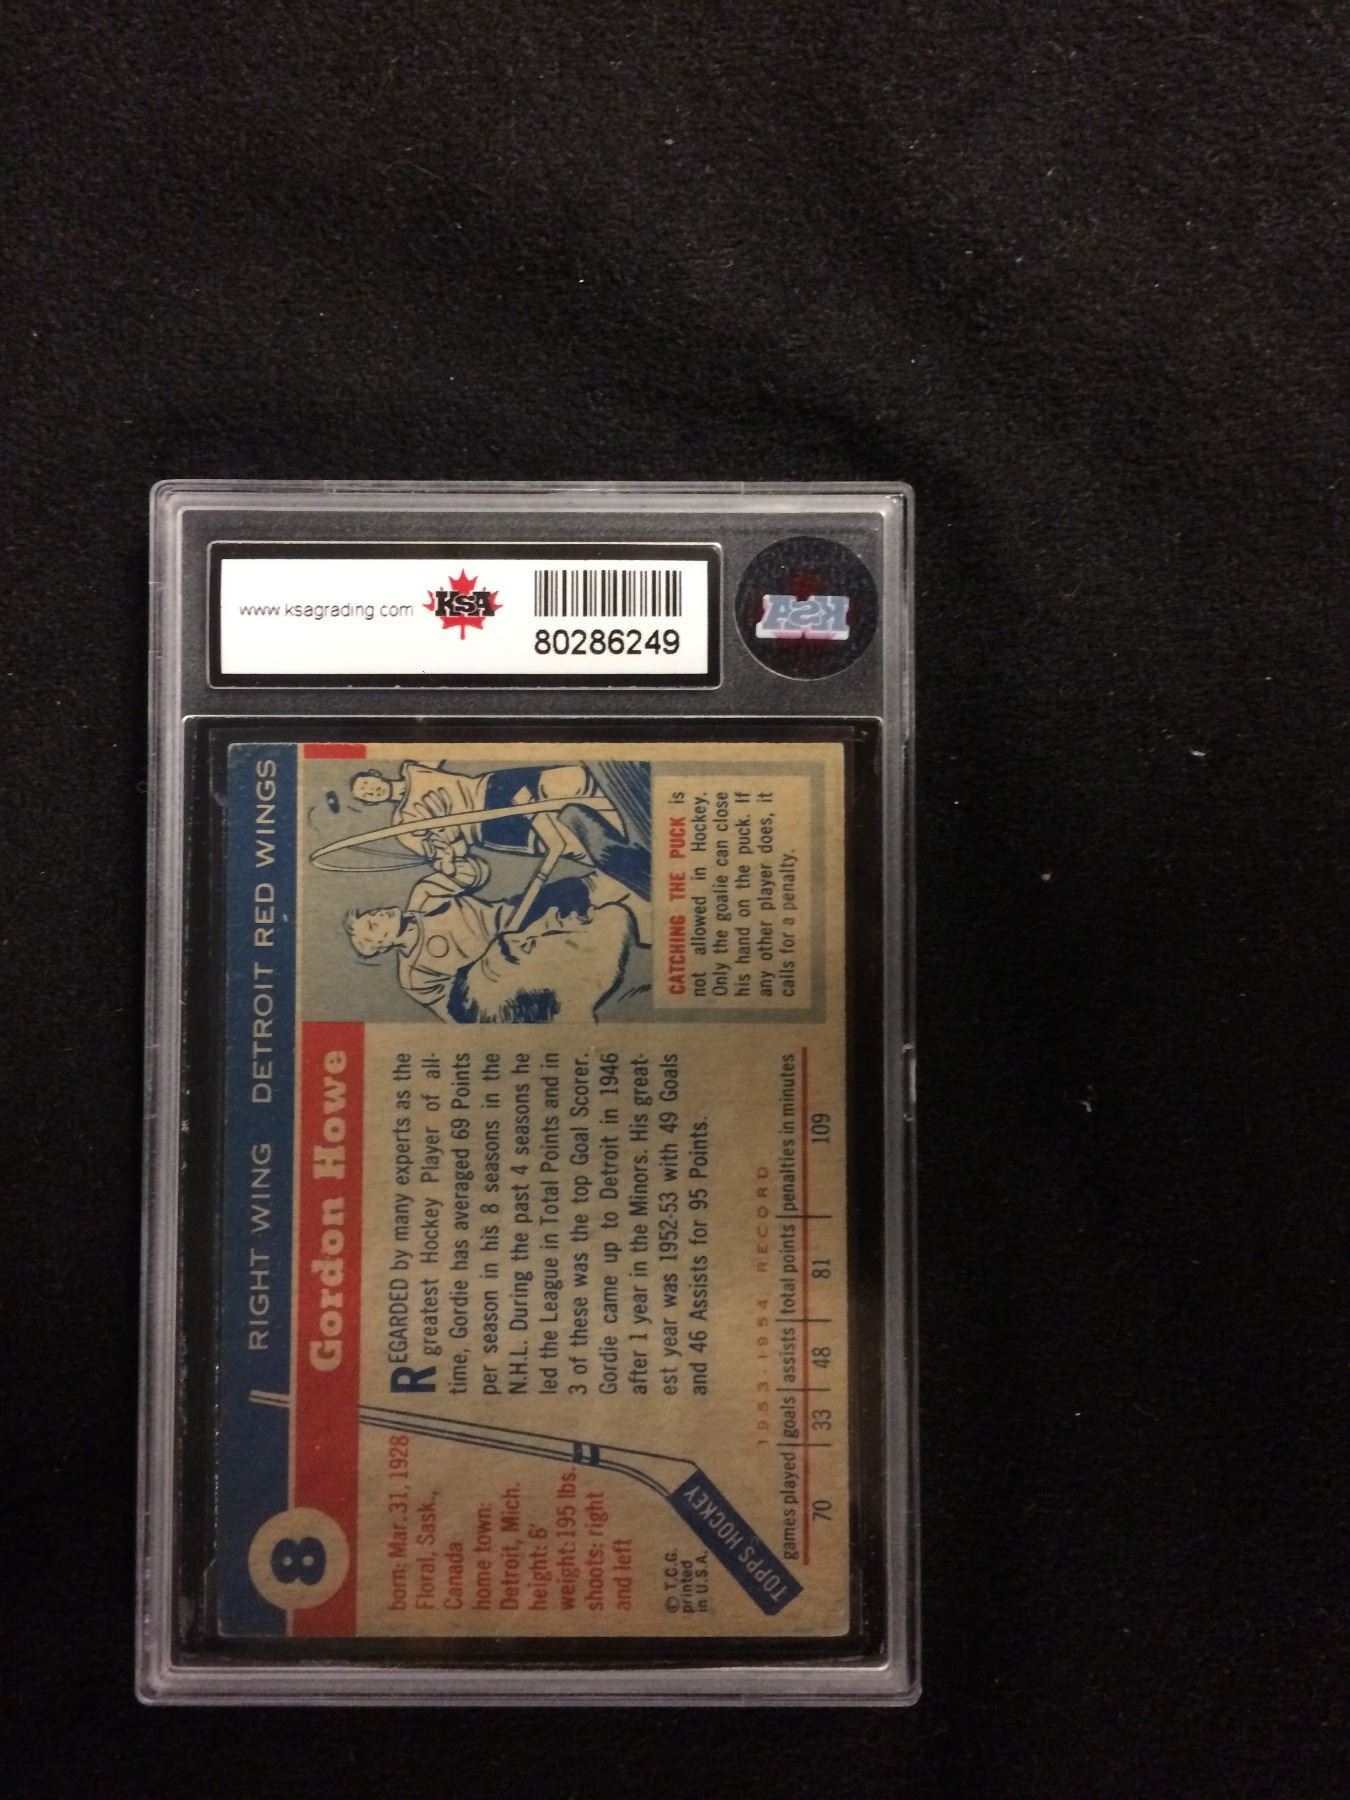 www.ksagrading.com
KSA
80286249
KSA
RIGHT WING DETROIT RED WINGS
8
Gordon Howe
born: Mar. 31, 1928
Floral, Sask.,
Canada
home town:
Detroit, Mich.
height: 6'
weight: 195 lbs.
shoots: right
and left
© T.C.G.
printed
in U.S.A.
TOPPS HOCKEY
REGARDED by many experts as the
greatest Hockey Player of all-
time, Gordie has averaged 69 Points
per season in his 8 seasons in the
N.H.L. During the past 4 seasons he
led the League in Total Points and in
3 of these was the top Goal Scorer.
Gordie came up to Detroit in 1946
after 1 year in the Minors. His great-
est year was 1952-53 with 49 Goals
and 46 Assists for 95 Points.
1953-1954 RECORD
games played goals assists total points penalties in minutes
70 33 48 81 109
CATCHING THE PUCK is
not allowed in Hockey.
Only the goalie can close
his hand on the puck. If
any other player does, it
calls for a penalty.